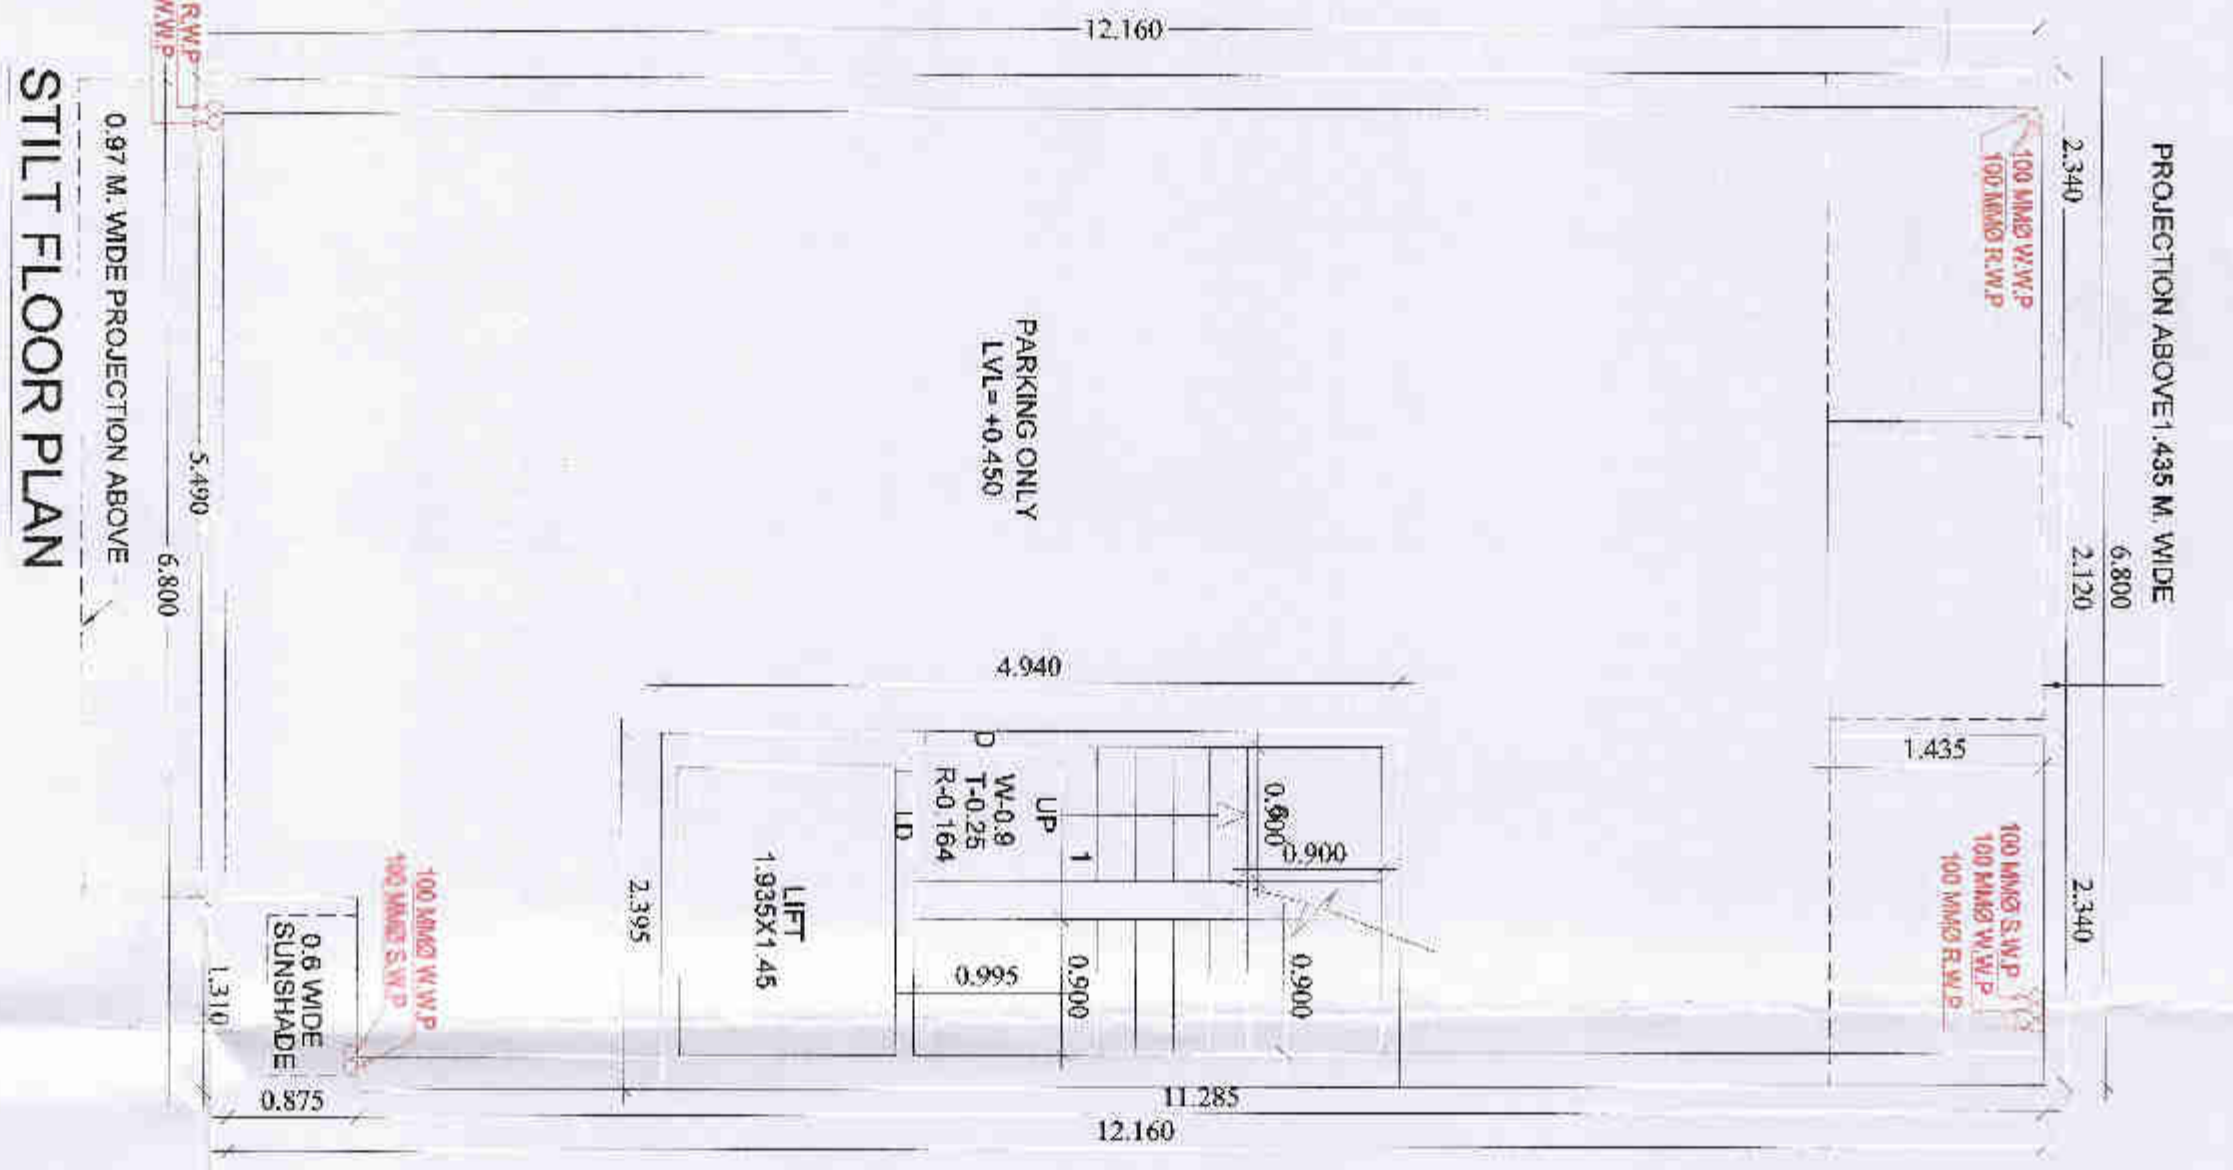 12.160
R.W.P
W.W.P
STILT FLOOR PLAN
0.97 M. WIDE PROJECTION ABOVE
5.490
6.800
PROJECTION ABOVE 1.435 M. WIDE
6.800
2.340
2.120
2.340
100 MMØ W.W.P
100 MMØ R.W.P
PARKING ONLY
LVL= +0.450
4.940
1.435
D
W-0.9
T-0.25
R-0.164
UP
1
0.900
0.900
LD
LIFT
1.935X1.45
2.395
0.995
0.900
0.900
100 MMØ S.W.P
100 MMØ W.W.P
100 MMØ R.W.P
100 MMØ W.W.P
100 MMØ S.W.P
0.6 WIDE
SUNSHADE
1.310
0.875
11.285
12.160